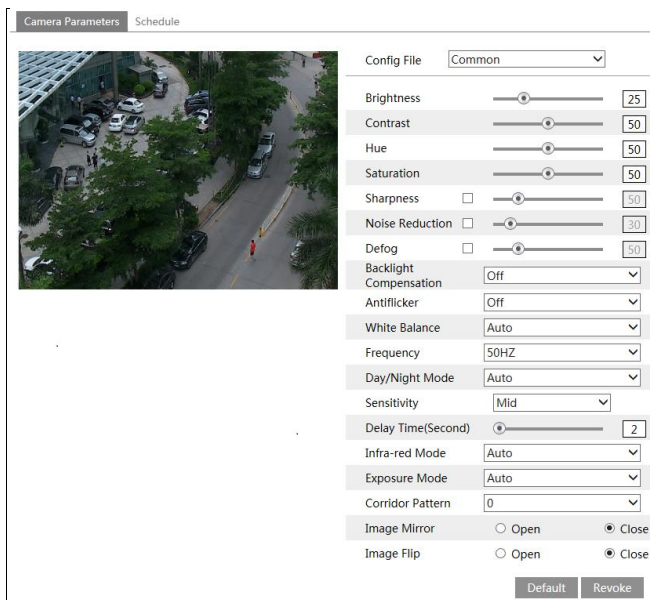 Camera Parameters Schedule
Config File Common
Brightness 25
Contrast 50
Hue 50
Saturation 50
Sharpness 50
Noise Reduction 30
Defog 50
Backlight
Compensation Off
Antiflicker Off
White Balance Auto
Frequency 50HZ
Day/Night Mode Auto
Sensitivity Mid
Delay Time(Second) 2
Infra-red Mode Auto
Exposure Mode Auto
Corridor Pattern 0
Image Mirror Open Close
Image Flip Open Close
Default Revoke